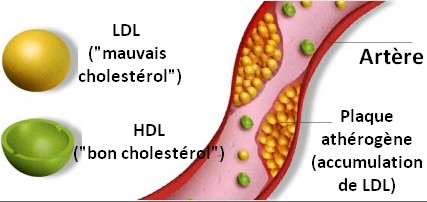 LDL
("mauvais
cholestérol")
HDL
("bon cholestérol")
Artère
Plaque
athérogène
(accumulation
de LDL)